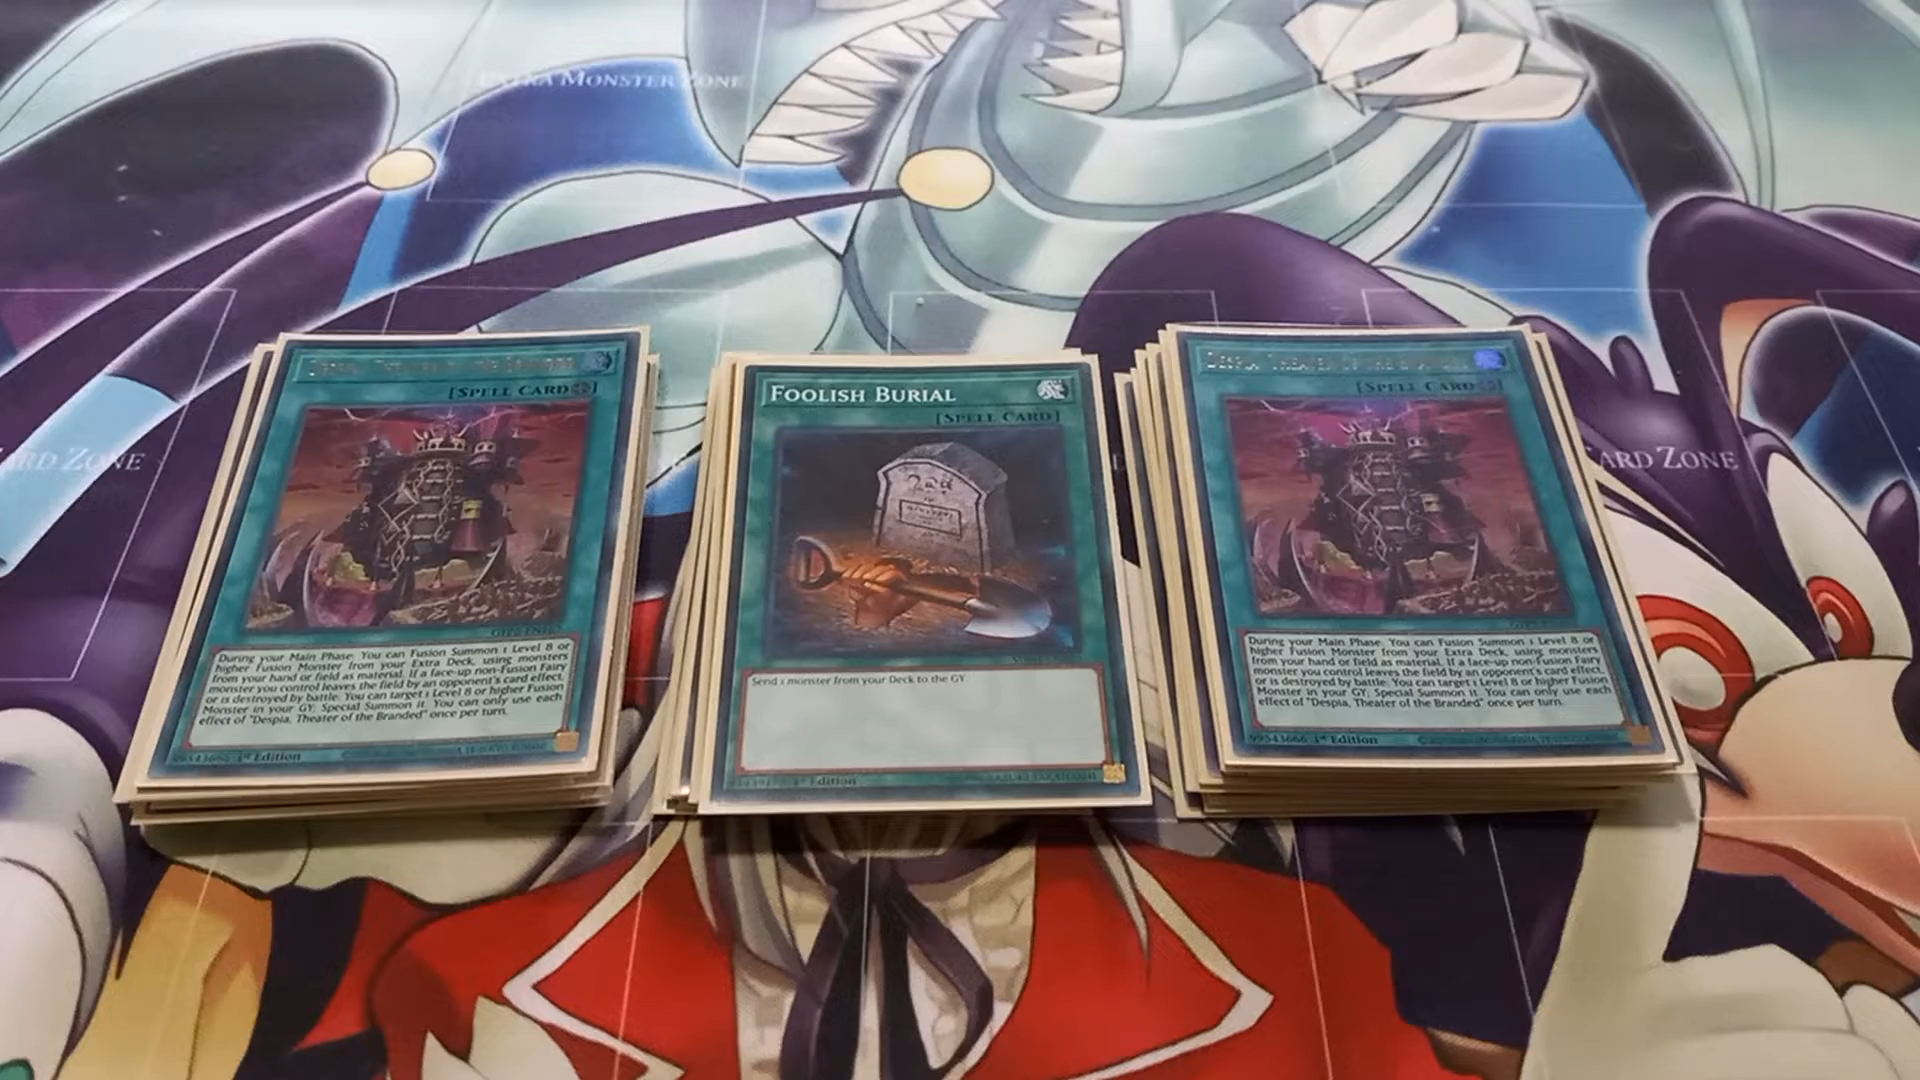 EXTRA MONSTER ZONE
CARD ZONE
[SPELL CARD]
During your Main Phase: You can Fusion Summon 1 Level 8 or
higher Fusion Monster from your Extra Deck, using monsters
from your hand or field as material. If a face-up non-Fusion Fairy
monster you control leaves the field by an opponent's card effect,
or is destroyed by battle: You can target 1 Level 8 or higher Fusion
Monster in your GY; Special Summon it. You can only use each
effect of "Despia, Theater of the Branded" once per turn.
1st Edition
FOOLISH BURIAL
[SPELL CARD]
Send 1 monster from your Deck to the GY.
1st Edition
[SPELL CARD]
During your Main Phase: You can Fusion Summon 1 Level 8 or
higher Fusion Monster from your Extra Deck, using monsters
from your hand or field as material. If a face-up non-Fusion Fairy
monster you control leaves the field by an opponent's card effect,
or is destroyed by battle: You can target 1 Level 8 or higher Fusion
Monster in your GY; Special Summon it. You can only use each
effect of "Despia, Theater of the Branded" once per turn.
99543666 1st Edition
CARD ZONE